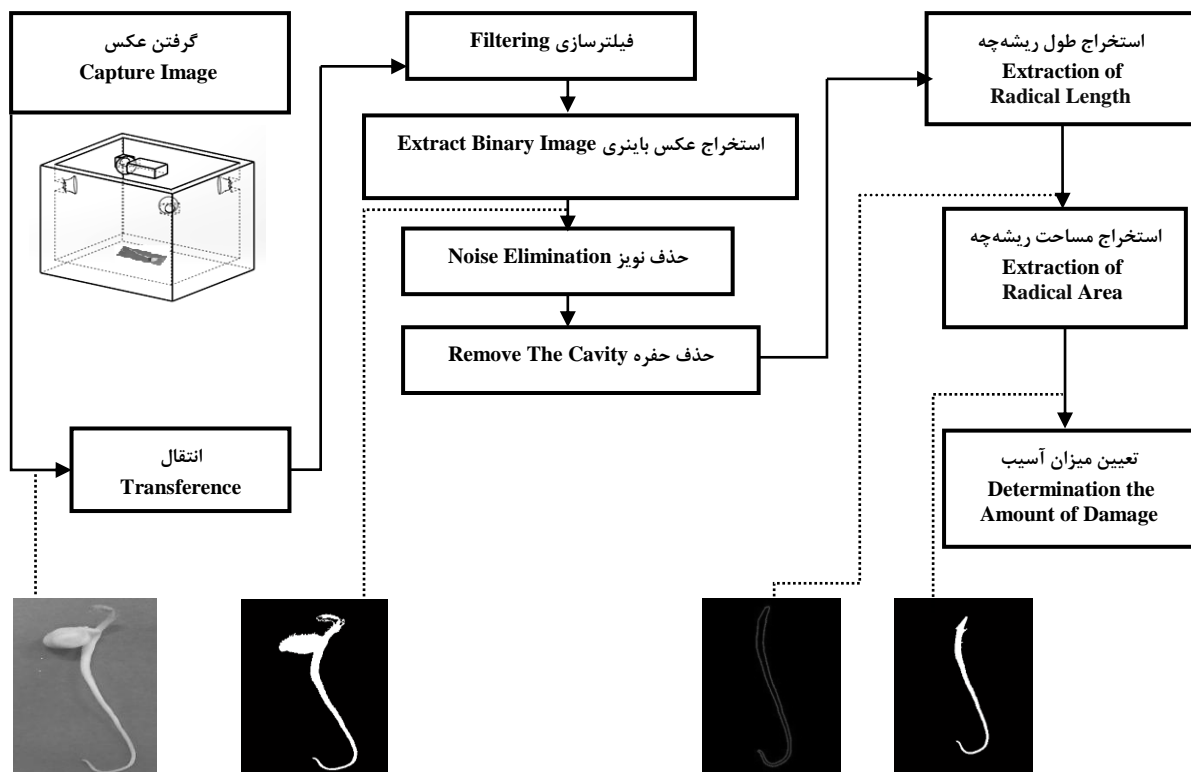 گرفتن عکس
Capture Image
انتقال
Transference
فیلترسازی Filtering
استخراج عکس باینری Extract Binary Image
حذف نویز Noise Elimination
حذف حفره Remove The Cavity
استخراج طول ریشه‌چه
Extraction of
Radical Length
استخراج مساحت ریشه‌چه
Extraction of
Radical Area
تعیین میزان آسیب
Determination the
Amount of Damage